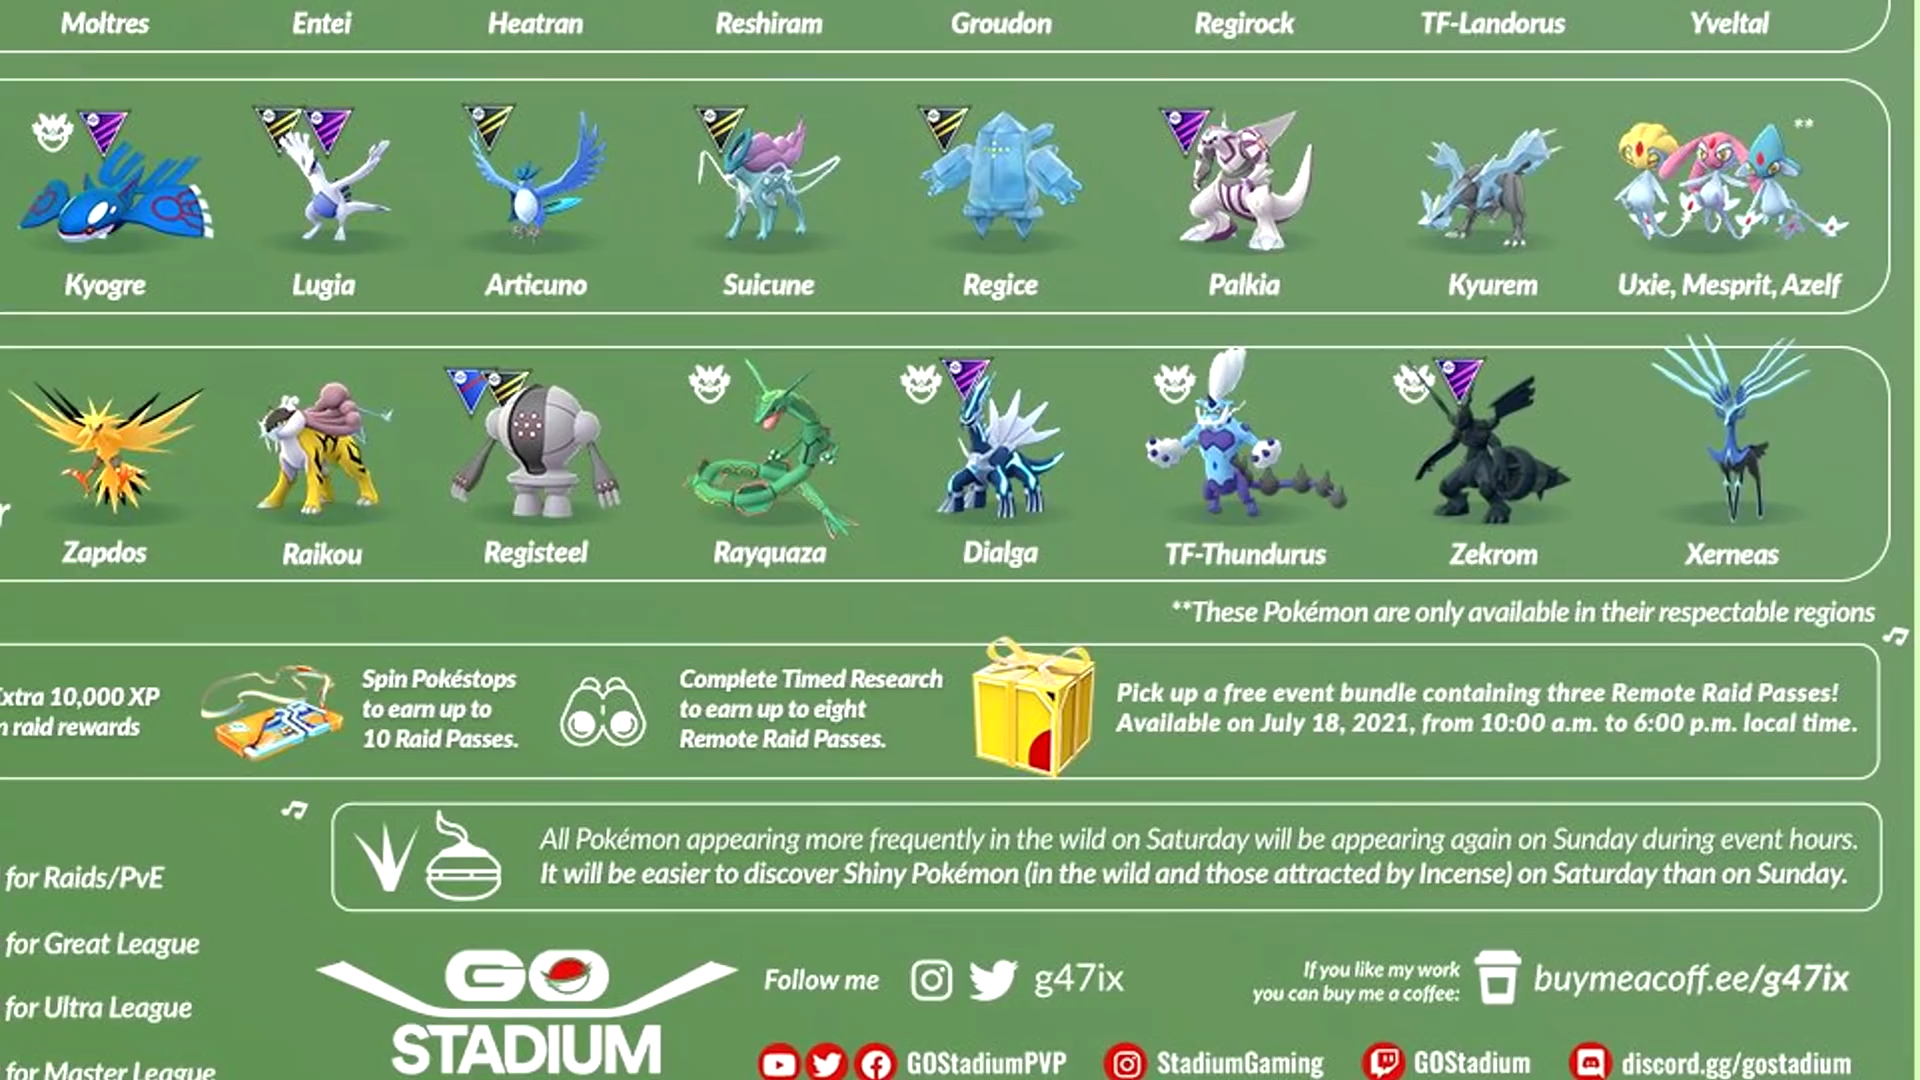 Moltres Entei Heatran Reshiram Groudon Regirock TF-Landorus Yveltal
**
Kyogre Lugia Articuno Suicune Regice Palkia Kyurem Uxie, Mesprit, Azelf
Zapdos Raikou Registeel Rayquaza Dialga TF-Thundurus Zekrom Xerneas
**These Pokémon are only available in their respectable regions
Extra 10,000 XP
raid rewards
Spin Pokéstops
to earn up to
10 Raid Passes.
Complete Timed Research
to earn up to eight
Remote Raid Passes.
Pick up a free event bundle containing three Remote Raid Passes!
Available on July 18, 2021, from 10:00 a.m. to 6:00 p.m. local time.
All Pokémon appearing more frequently in the wild on Saturday will be appearing again on Sunday during event hours.
It will be easier to discover Shiny Pokémon (in the wild and those attracted by Incense) on Saturday than on Sunday.
for Raids/PvE
for Great League
for Ultra League
for Master League
GO
STADIUM
Follow me g47ix
If you like my work
you can buy me a coffee:
buymeacoff.ee/g47ix
GOStadiumPVP StadiumGaming GOStadium discord.gg/gostadium